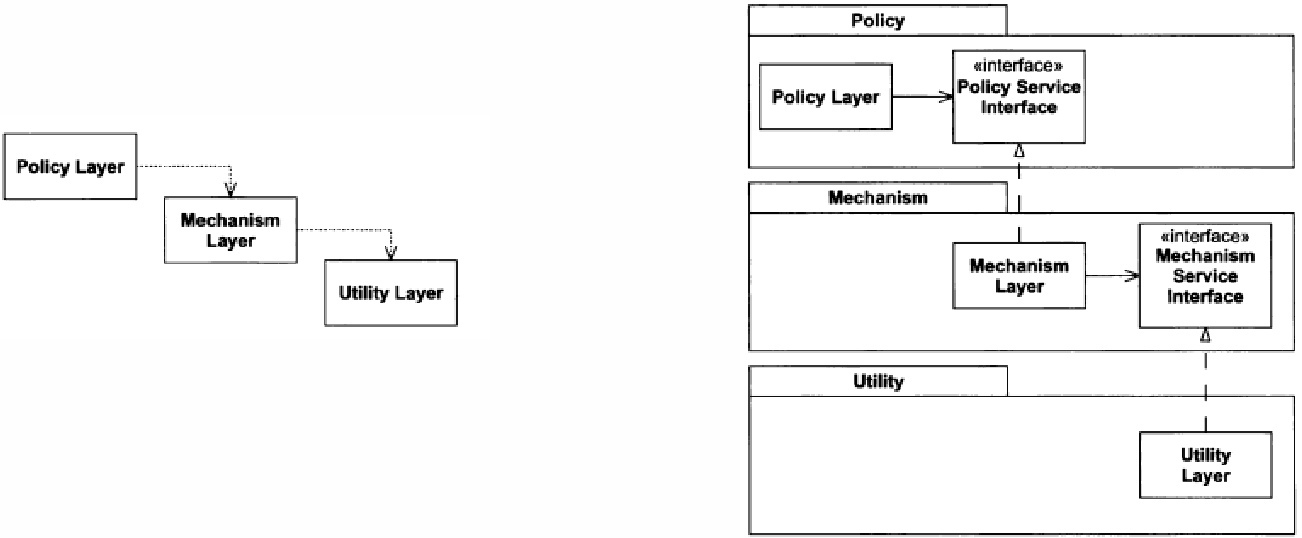 Policy Layer
Mechanism
Layer
Utility Layer
Policy
Policy Layer
«interface»
Policy Service
Interface
Mechanism
Mechanism
Layer
«interface»
Mechanism
Service
Interface
Utility
Utility
Layer